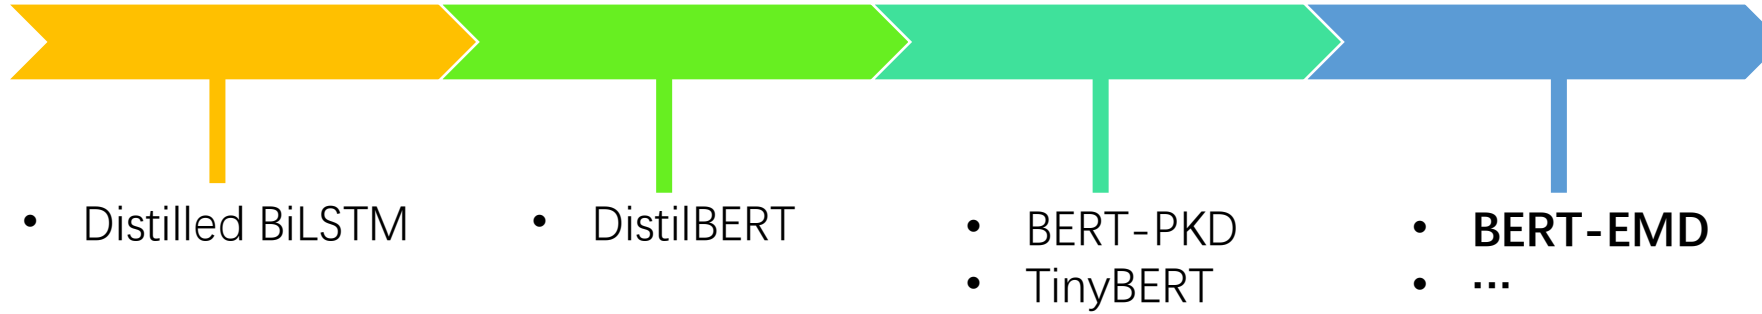 • Distilled BiLSTM
• DistilBERT
• BERT-PKD
• TinyBERT
• BERT-EMD
• ...